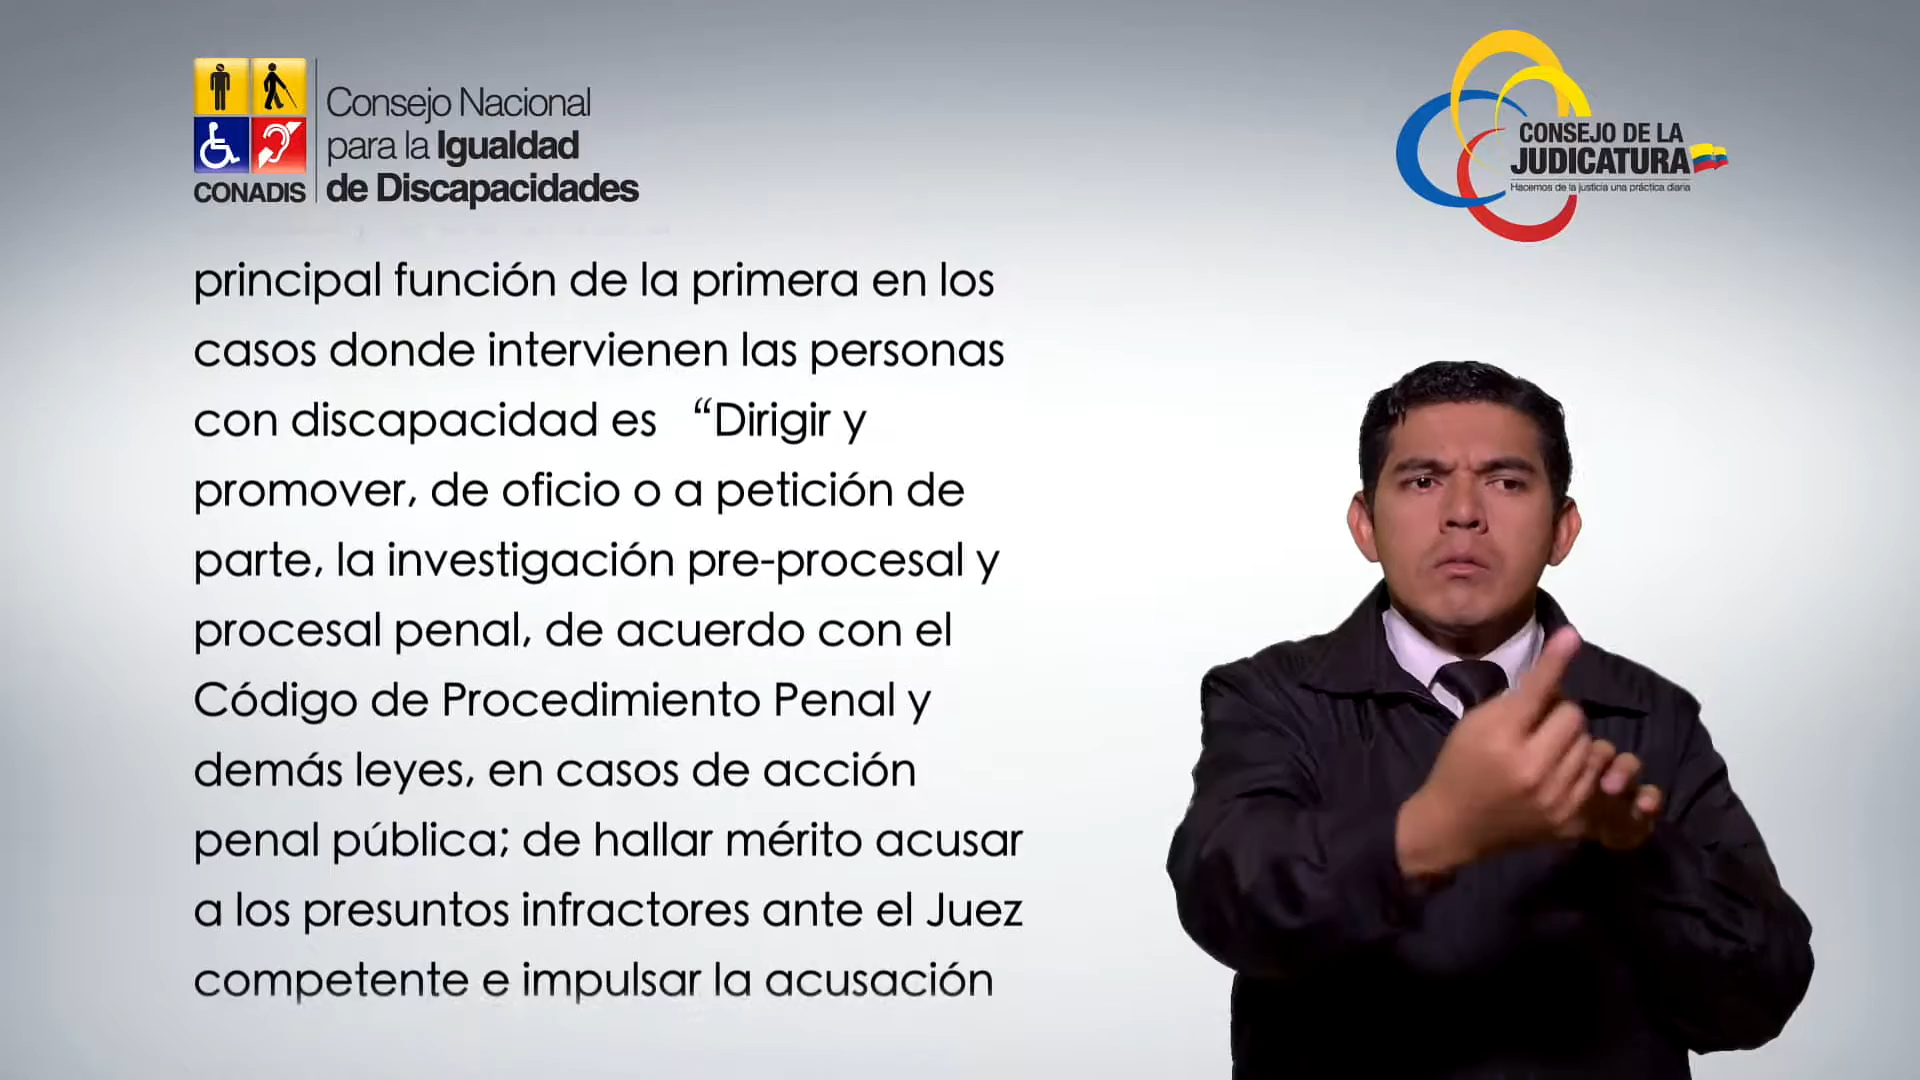 Consejo Nacional
para la Igualdad
de Discapacidades
CONADIS
CONSEJO DE LA
JUDICATURA
Hacemos de la justicia una práctica diaria
principal función de la primera en los
casos donde intervienen las personas
con discapacidad es “Dirigir y
promover, de oficio o a petición de
parte, la investigación pre-procesal y
procesal penal, de acuerdo con el
Código de Procedimiento Penal y
demás leyes, en casos de acción
penal pública; de hallar mérito acusar
a los presuntos infractores ante el Juez
competente e impulsar la acusación